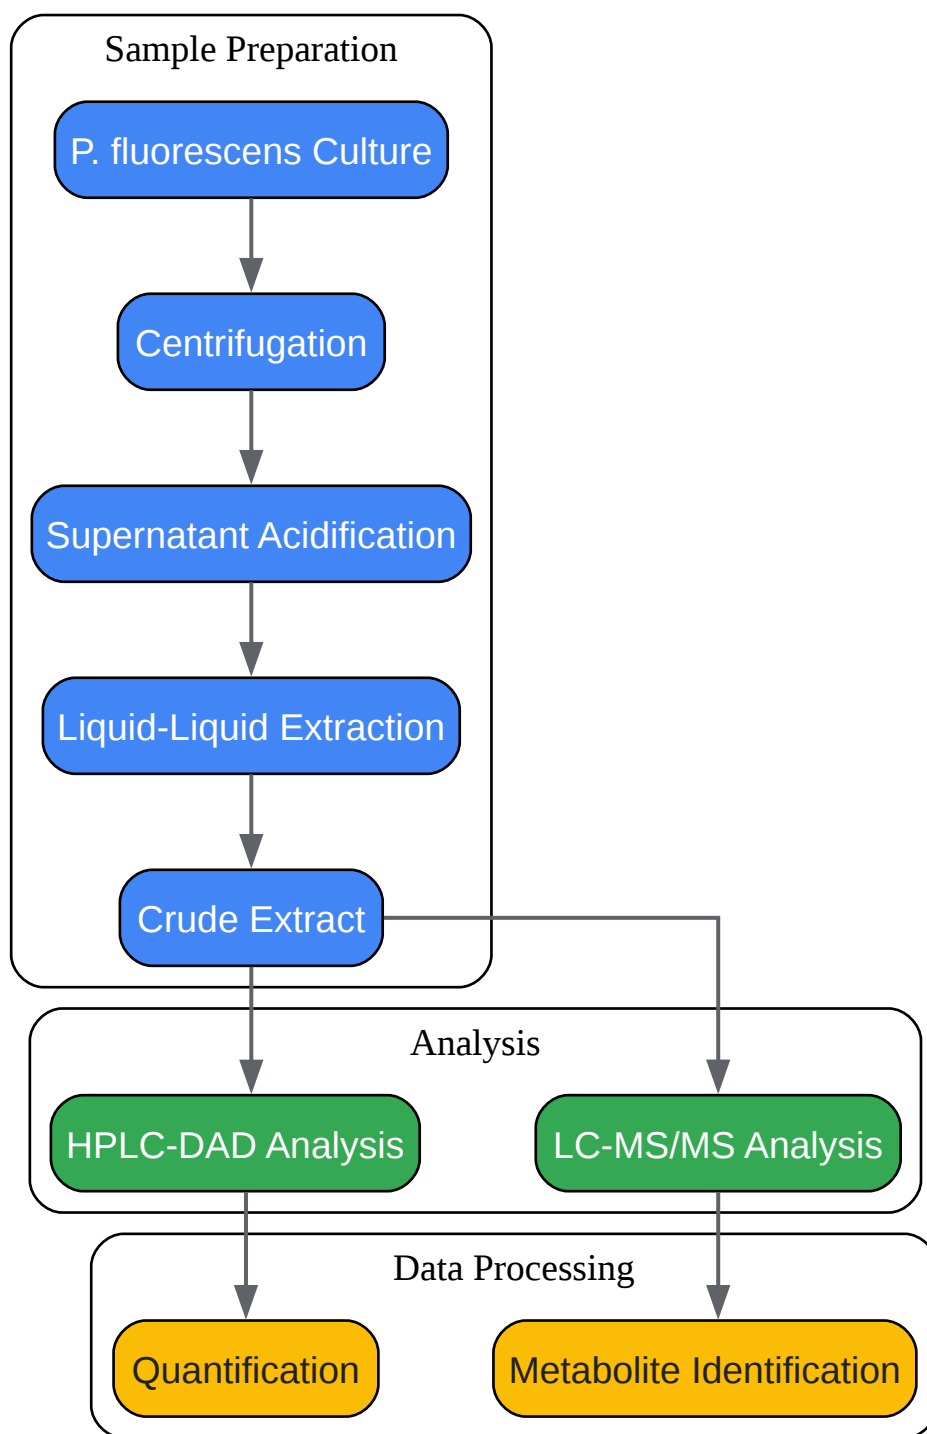 Sample Preparation
P. fluorescens Culture
Centrifugation
Supernatant Acidification
Liquid-Liquid Extraction
Crude Extract
Analysis
HPLC-DAD Analysis
LC-MS/MS Analysis
Data Processing
Quantification
Metabolite Identification